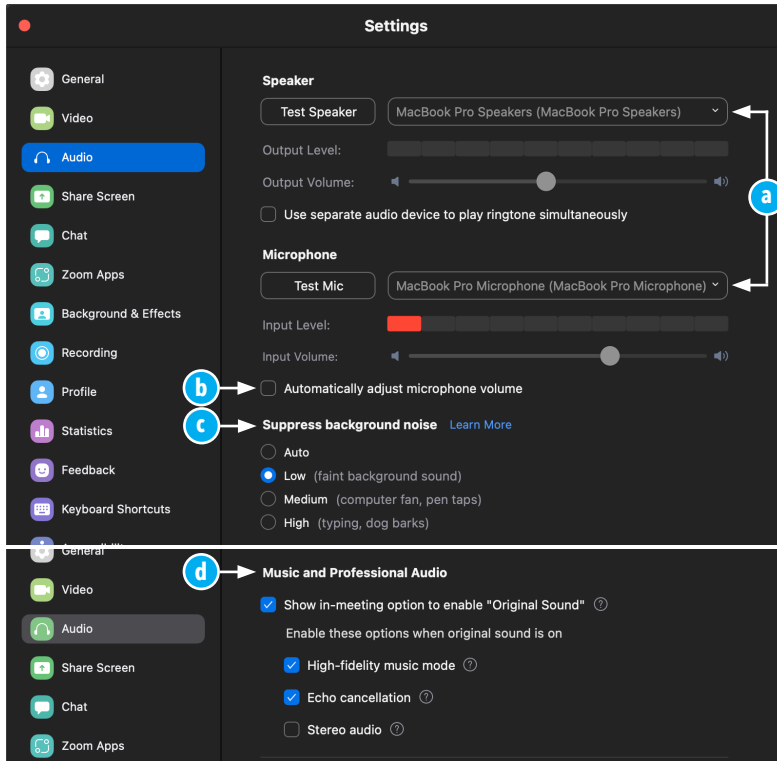 Settings
General
Video
Audio
Share Screen
Chat
Zoom Apps
Background & Effects
Recording
Profile
Statistics
Feedback
Keyboard Shortcuts
Speaker
Test Speaker
MacBook Pro Speakers (MacBook Pro Speakers)
Output Level:
Output Volume:
Use separate audio device to play ringtone simultaneously
a
Microphone
Test Mic
MacBook Pro Microphone (MacBook Pro Microphone)
Input Level:
Input Volume:
b
Automatically adjust microphone volume
c
Suppress background noise Learn More
Auto
Low (faint background sound)
Medium (computer fan, pen taps)
High (typing, dog barks)
General
Video
Audio
Share Screen
Chat
Zoom Apps
d
Music and Professional Audio
Show in-meeting option to enable "Original Sound" ?
Enable these options when original sound is on
High-fidelity music mode ?
Echo cancellation ?
Stereo audio ?